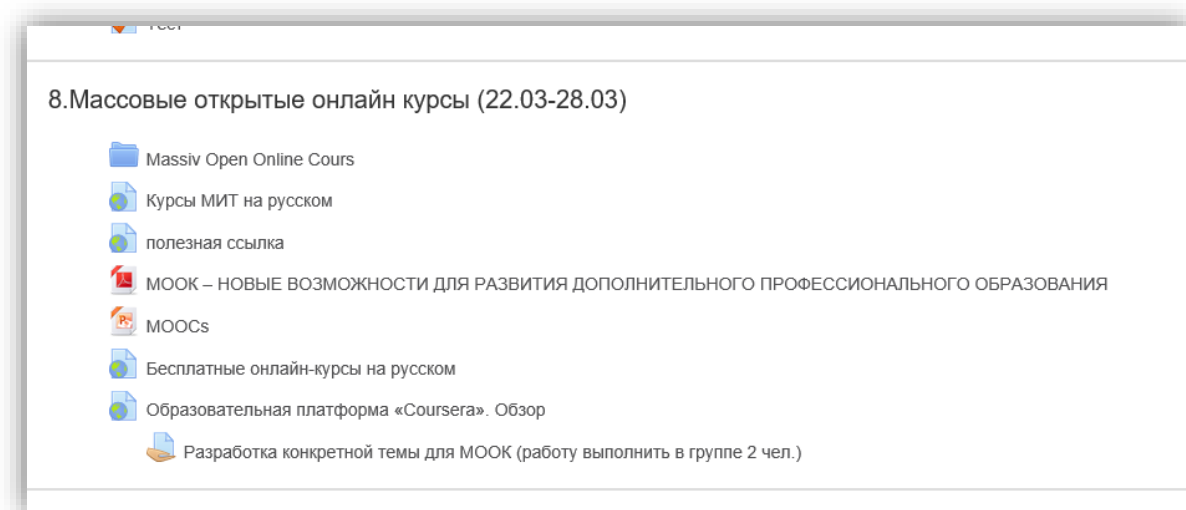 Тест
8.Массовые открытые онлайн курсы (22.03-28.03)
Massiv Open Online Cours
Курсы МИТ на русском
полезная ссылка
МООК – НОВЫЕ ВОЗМОЖНОСТИ ДЛЯ РАЗВИТИЯ ДОПОЛНИТЕЛЬНОГО ПРОФЕССИОНАЛЬНОГО ОБРАЗОВАНИЯ
MOOCs
Бесплатные онлайн-курсы на русском
Образовательная платформа «Coursera». Обзор
Разработка конкретной темы для МООК (работу выполнить в группе 2 чел.)